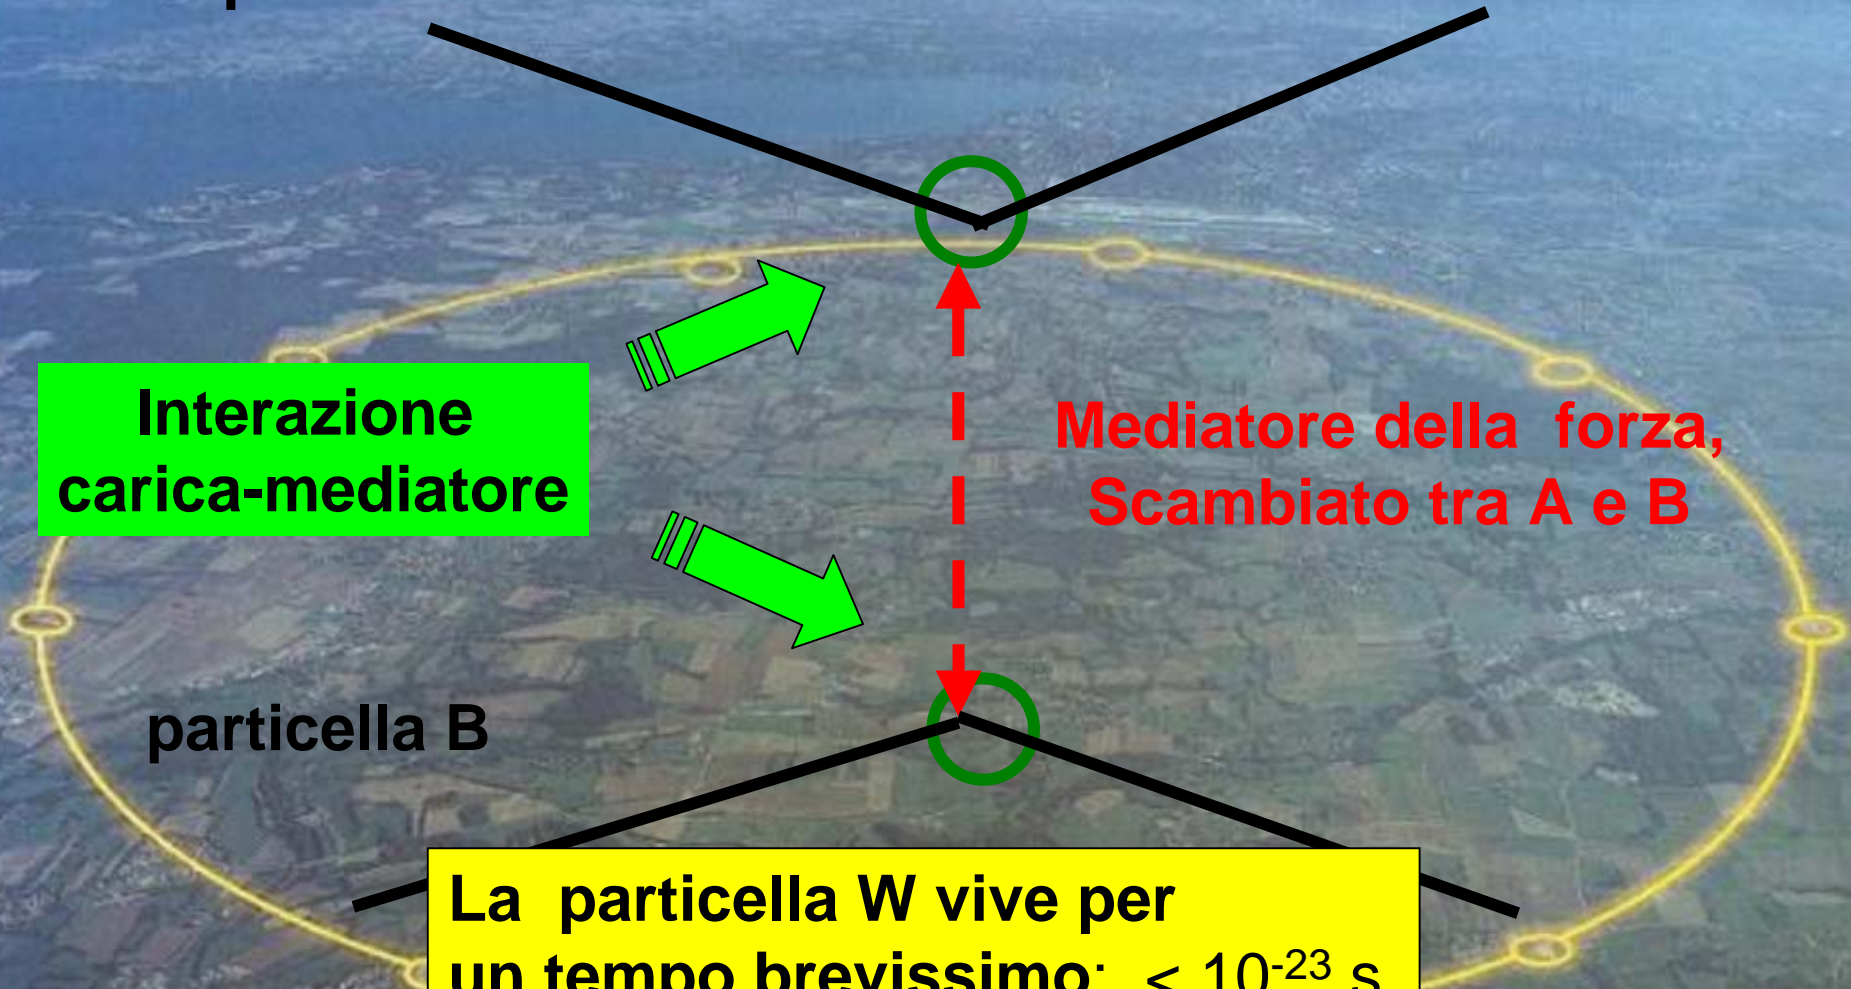 Interazione
carica-mediatore
Mediatore della forza,
Scambiato tra A e B
particella B
La particella W vive per
un tempo brevissimo: < 10⁻²³ s